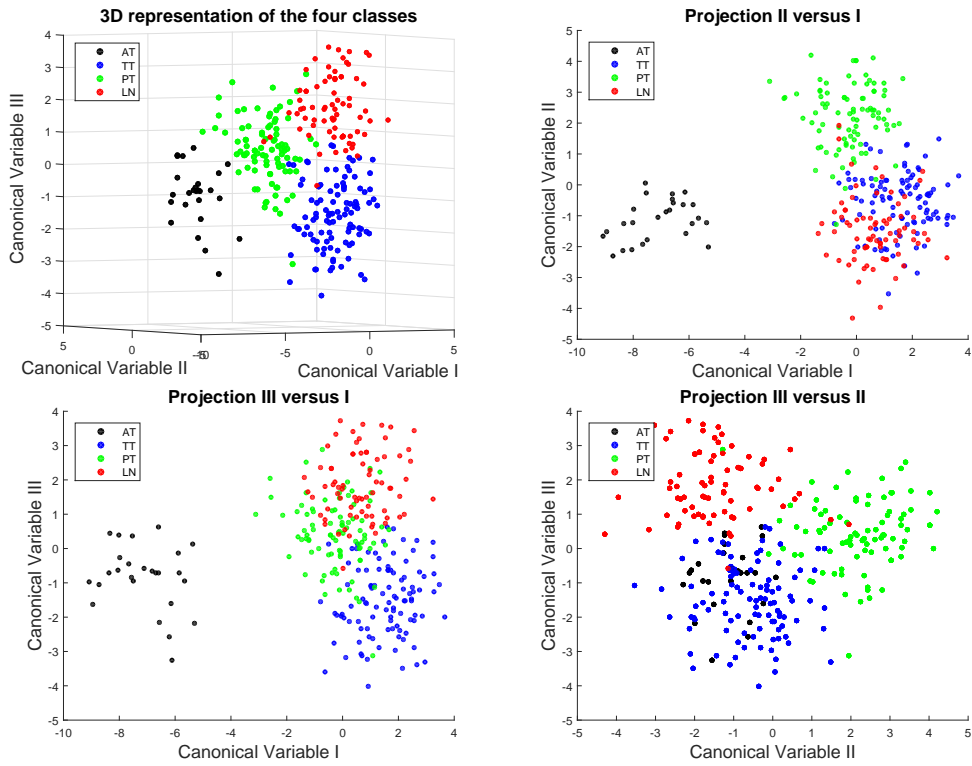 3D representation of the four classes
AT
TT
PT
LN
Canonical Variable III
4
3
2
1
0
-1
-2
-3
-4
-5
5
0
-5
-10
-5
0
5
Canonical Variable II
Canonical Variable I
Projection II versus I
AT
TT
PT
LN
Canonical Variable II
5
4
3
2
1
0
-1
-2
-3
-4
-5
-10
-8
-6
-4
-2
0
2
4
Canonical Variable I
Projection III versus I
AT
TT
PT
LN
Canonical Variable III
4
3
2
1
0
-1
-2
-3
-4
-5
-10
-8
-6
-4
-2
0
2
4
Canonical Variable I
Projection III versus II
AT
TT
PT
LN
Canonical Variable III
4
3
2
1
0
-1
-2
-3
-4
-5
-5
-4
-3
-2
-1
0
1
2
3
4
5
Canonical Variable II